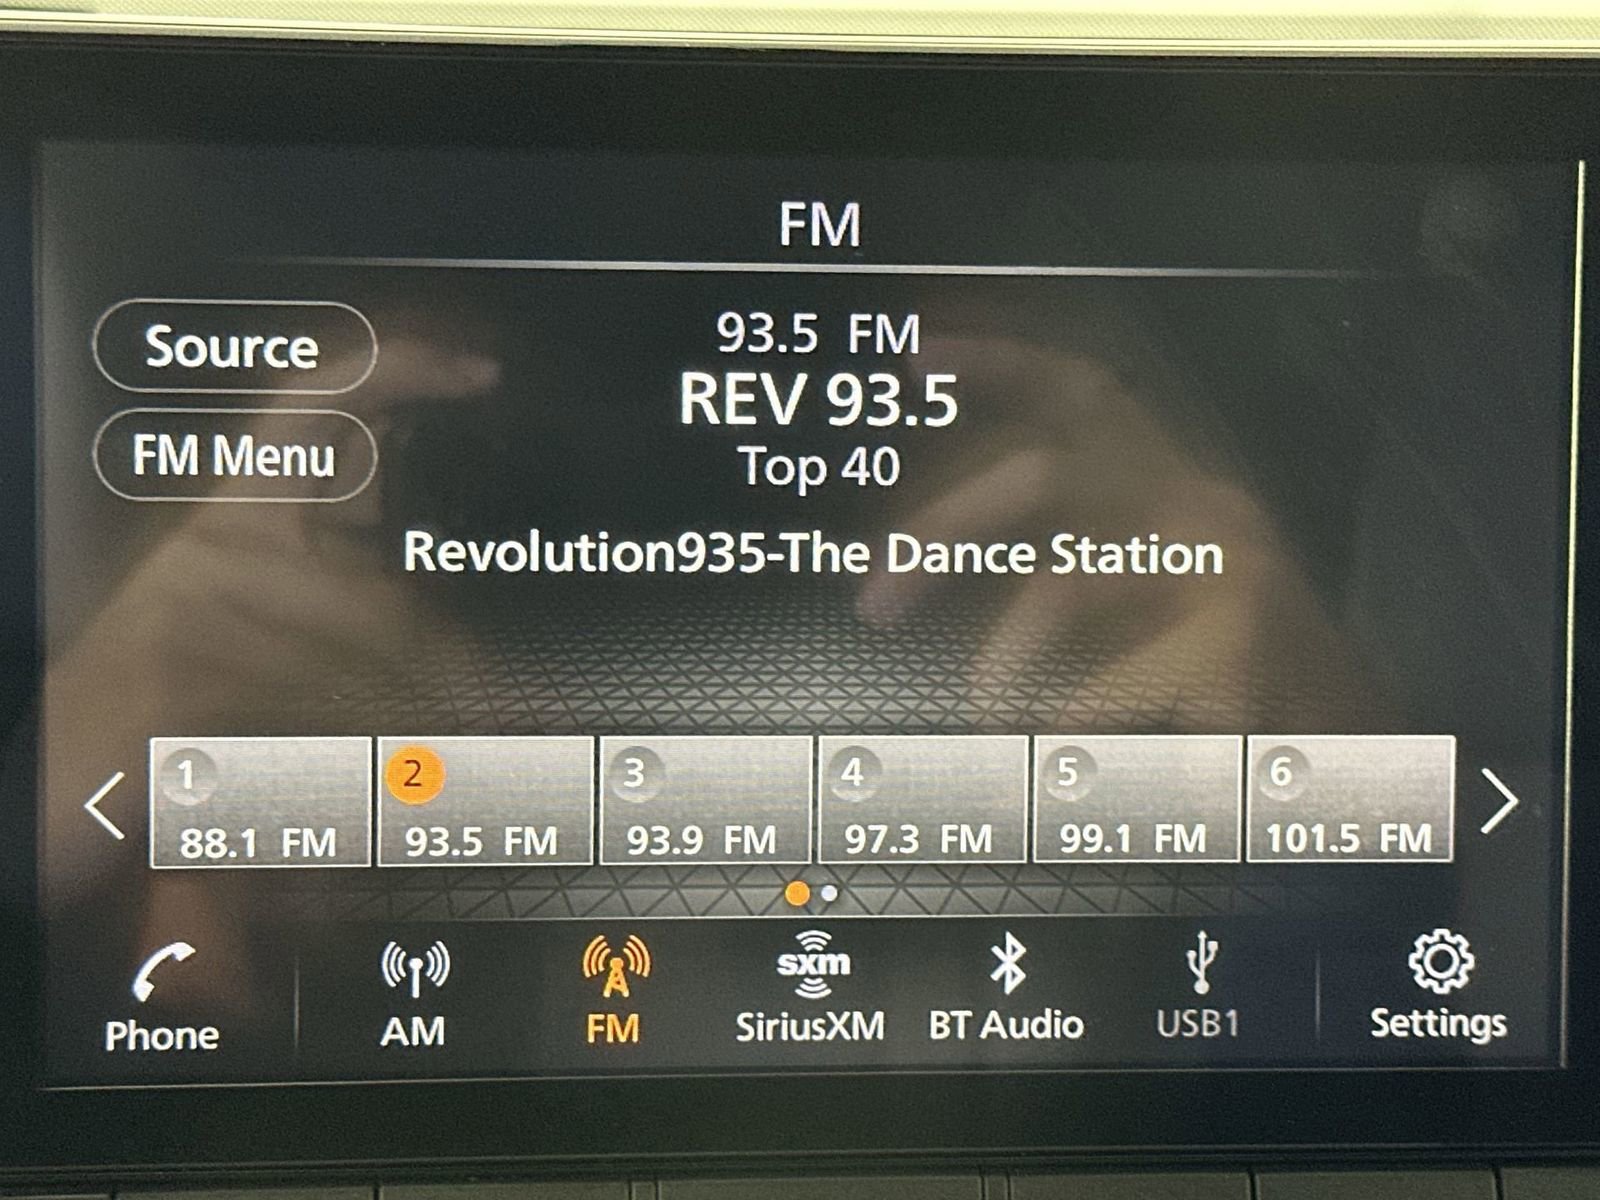 FM
Source
FM Menu
93.5 FM
REV 93.5
Top 40
Revolution935-The Dance Station
1 2 3 4 5 6
88.1 FM 93.5 FM 93.9 FM 97.3 FM 99.1 FM 101.5 FM
sxm
Phone AM FM SiriusXM BT Audio USB1 Settings